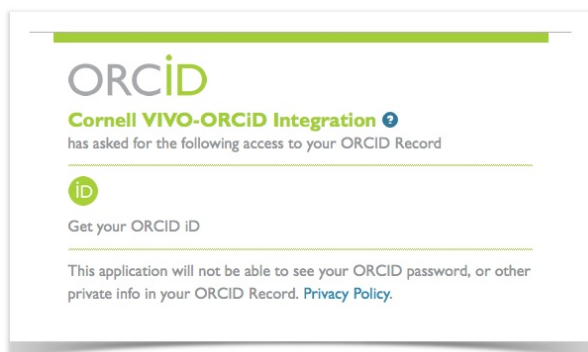 ORCiD
Cornell VIVO-ORCiD Integration ?
has asked for the following access to your ORCID Record
iD
Get your ORCID iD
This application will not be able to see your ORCID password, or other
private info in your ORCID Record. Privacy Policy.